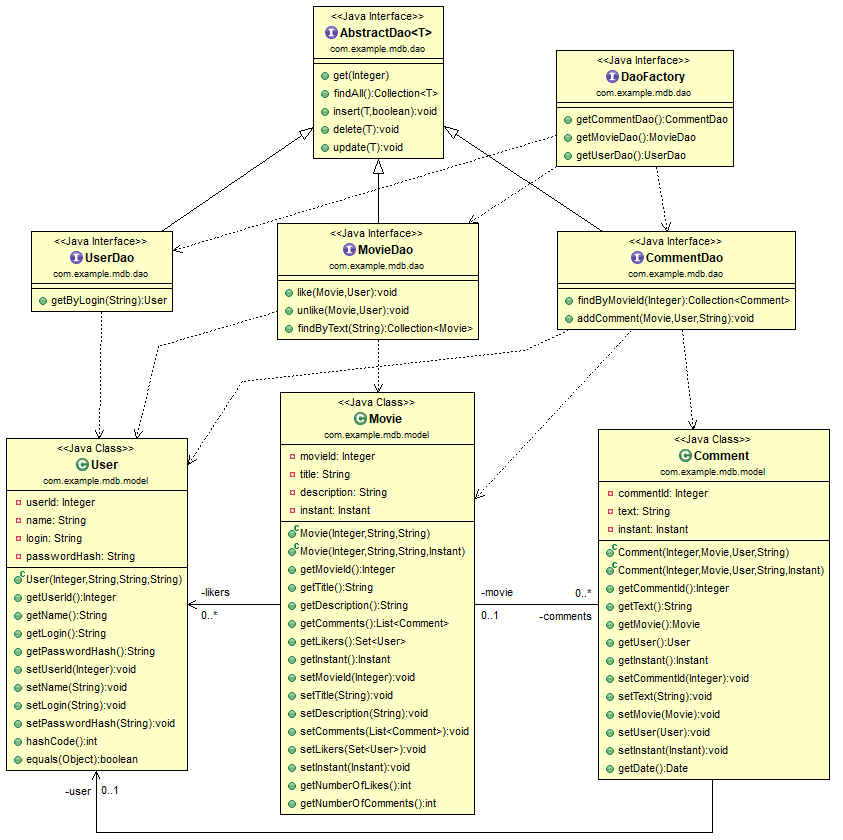 <<Java Interface>>
AbstractDao<T>
com.example.mdb.dao
get(Integer)
findAll():Collection<T>
insert(T,boolean):void
delete(T):void
update(T):void
<<Java Interface>>
DaoFactory
com.example.mdb.dao
getCommentDao():CommentDao
getMovieDao():MovieDao
getUserDao():UserDao
<<Java Interface>>
UserDao
com.example.mdb.dao
getByLogin(String):User
<<Java Interface>>
MovieDao
com.example.mdb.dao
like(Movie,User):void
unlike(Movie,User):void
findByText(String):Collection<Movie>
<<Java Interface>>
CommentDao
com.example.mdb.dao
findByMovieId(Integer):Collection<Comment>
addComment(Movie,User,String):void
<<Java Class>>
User
com.example.mdb.model
userId: Integer
name: String
login: String
passwordHash: String
User(Integer,String,String,String)
getUserId():Integer
getName():String
getLogin():String
getPasswordHash():String
setUserId(Integer):void
setName(String):void
setLogin(String):void
setPasswordHash(String):void
hashCode():int
equals(Object):boolean
-likers
0..*
<<Java Class>>
Movie
com.example.mdb.model
movieId: Integer
title: String
description: String
instant: Instant
Movie(Integer,String,String)
Movie(Integer,String,String,Instant)
getMovieId():Integer
getTitle():String
getDescription():String
getComments():List<Comment>
getLikers():Set<User>
getInstant():Instant
setMovieId(Integer):void
setTitle(String):void
setDescription(String):void
setComments(List<Comment>):void
setLikers(Set<User>):void
setInstant(Instant):void
getNumberOfLikes():int
getNumberOfComments():int
-movie
0..1
0..*
-comments
<<Java Class>>
Comment
com.example.mdb.model
commentId: Integer
text: String
instant: Instant
Comment(Integer,Movie,User,String)
Comment(Integer,Movie,User,String,Instant)
getCommentId():Integer
getText():String
getMovie():Movie
getUser():User
getInstant():Instant
setCommentId(Integer):void
setText(String):void
setMovie(Movie):void
setUser(User):void
setInstant(Instant):void
getDate():Date
-user
0..1